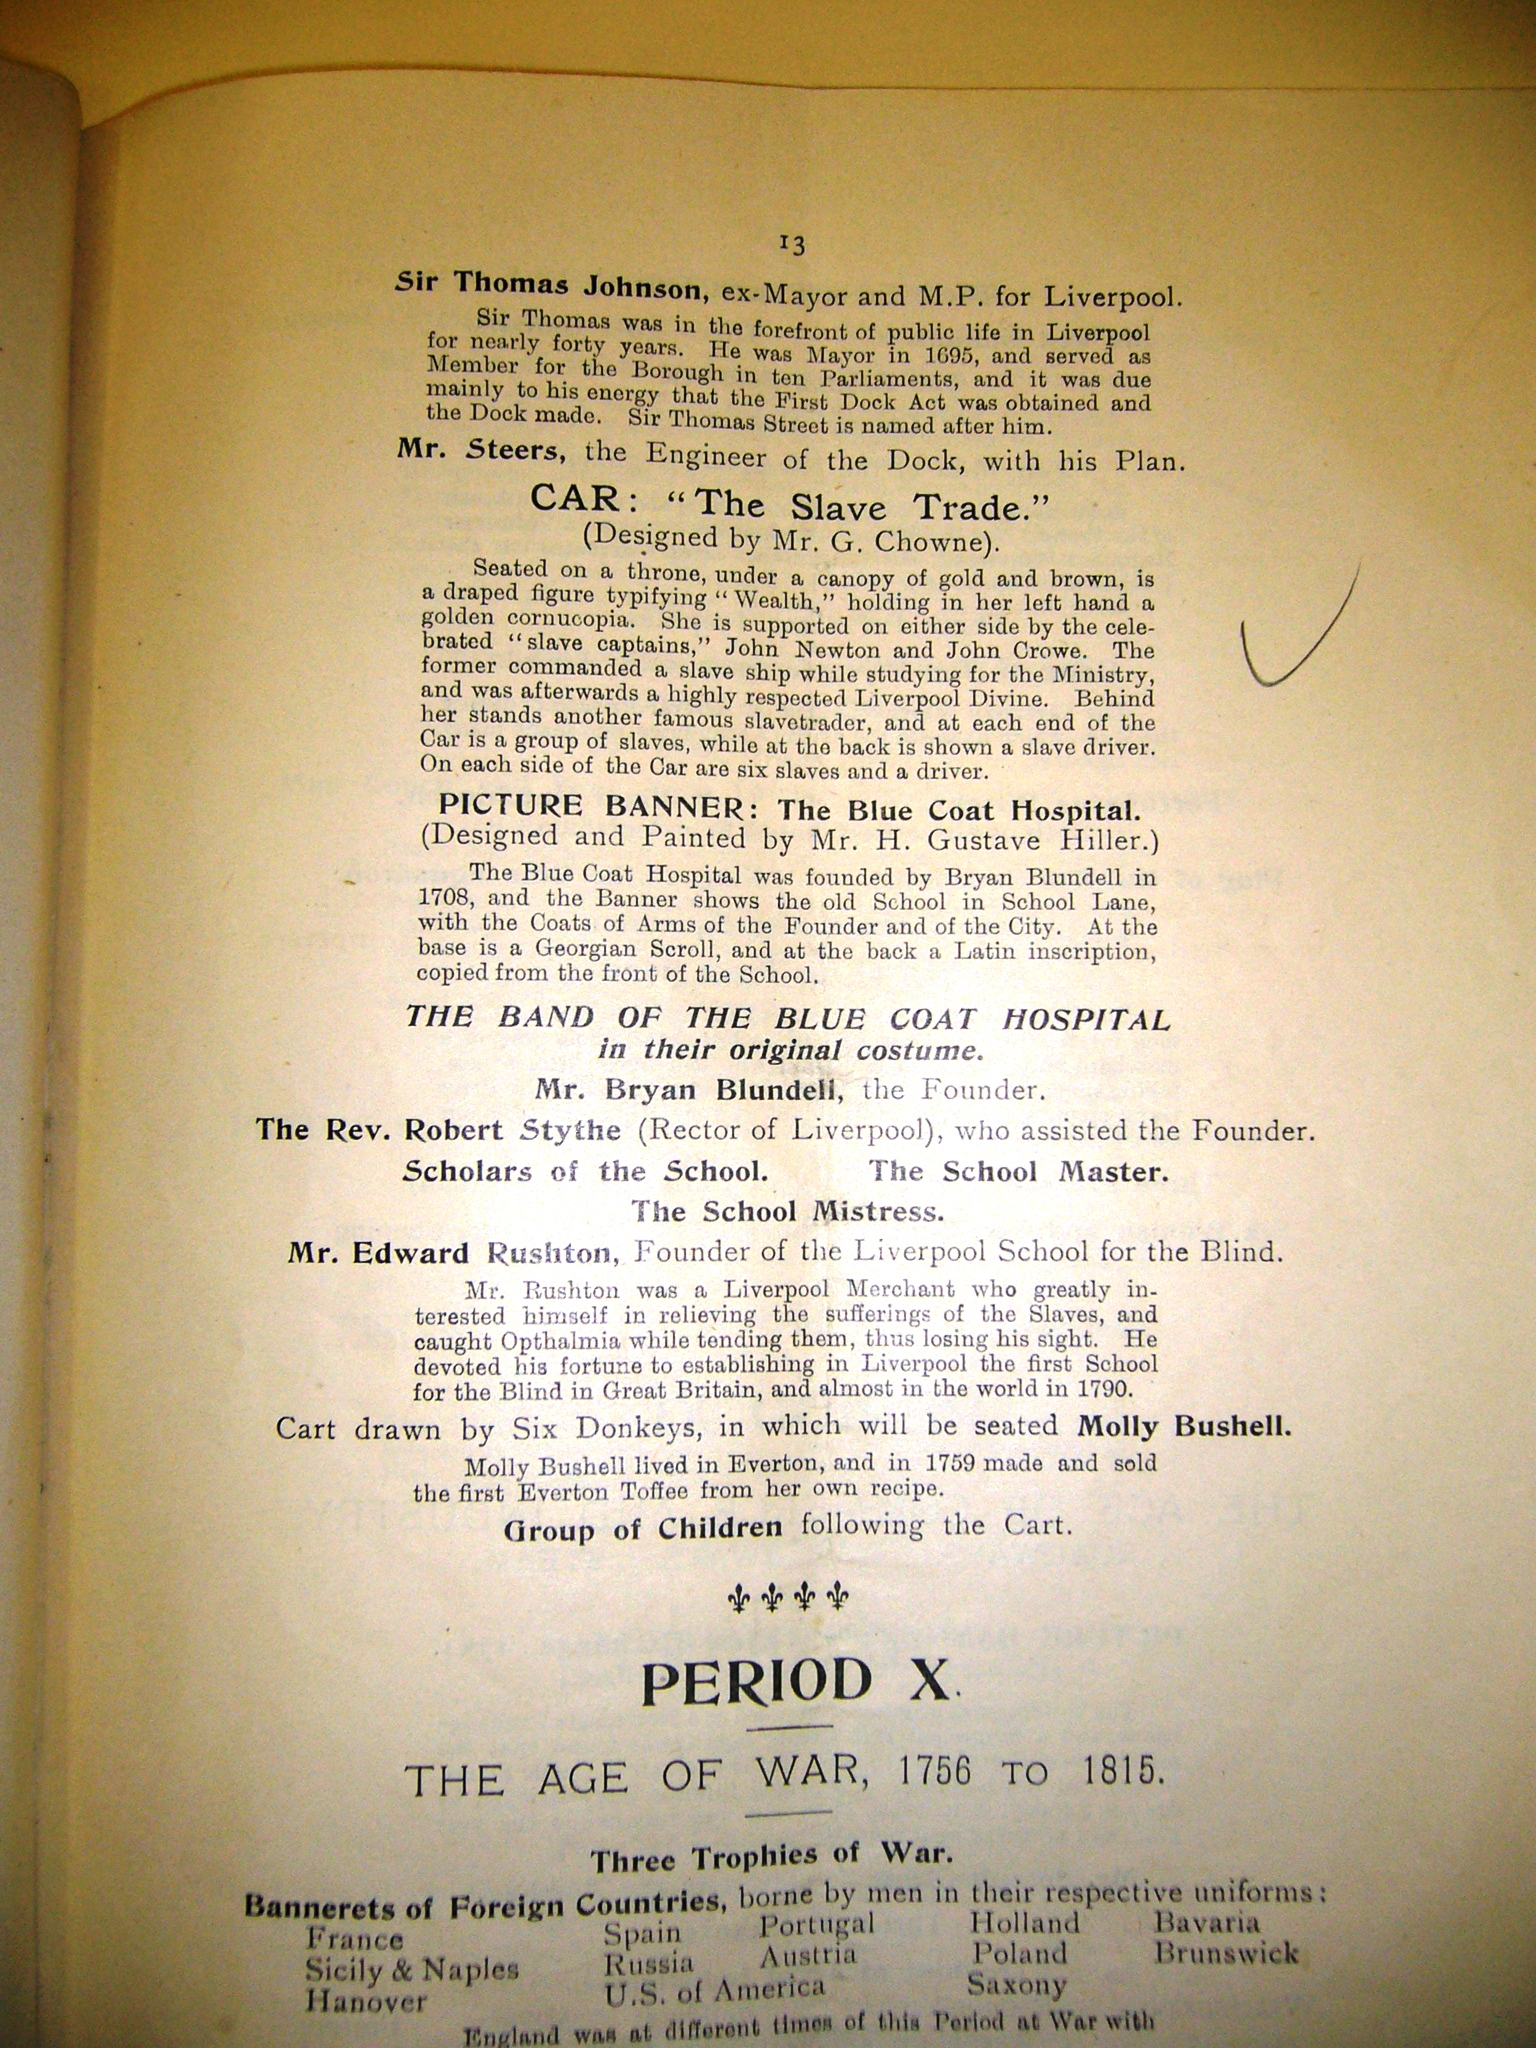 13
Sir Thomas Johnson, ex-Mayor and M.P. for Liverpool.
Sir Thomas was in the forefront of public life in Liverpool
for nearly forty years. He was Mayor in 1695, and served as
Member for the Borough in ten Parliaments, and it was due
mainly to his energy that the First Dock Act was obtained and
the Dock made. Sir Thomas Street is named after him.
Mr. Steers, the Engineer of the Dock, with his Plan.
CAR: "The Slave Trade."
(Designed by Mr. G. Chowne).
Seated on a throne, under a canopy of gold and brown, is
a draped figure typifying "Wealth," holding in her left hand a
golden cornucopia. She is supported on either side by the cele-
brated "slave captains," John Newton and John Crowe. The
former commanded a slave ship while studying for the Ministry,
and was afterwards a highly respected Liverpool Divine. Behind
her stands another famous slavetrader, and at each end of the
Car is a group of slaves, while at the back is shown a slave driver.
On each side of the Car are six slaves and a driver.
PICTURE BANNER: The Blue Coat Hospital.
(Designed and Painted by Mr. H. Gustave Hiller.)
The Blue Coat Hospital was founded by Bryan Blundell in
1708, and the Banner shows the old School in School Lane,
with the Coats of Arms of the Founder and of the City. At the
base is a Georgian Scroll, and at the back a Latin inscription,
copied from the front of the School.
THE BAND OF THE BLUE COAT HOSPITAL
in their original costume.
Mr. Bryan Blundell, the Founder.
The Rev. Robert Stythe (Rector of Liverpool), who assisted the Founder.
Scholars of the School. The School Master.
The School Mistress.
Mr. Edward Rushton, Founder of the Liverpool School for the Blind.
Mr. Rushton was a Liverpool Merchant who greatly in-
terested himself in relieving the sufferings of the Slaves, and
caught Opthalmia while tending them, thus losing his sight. He
devoted his fortune to establishing in Liverpool the first School
for the Blind in Great Britain, and almost in the world in 1790.
Cart drawn by Six Donkeys, in which will be seated Molly Bushell.
Molly Bushell lived in Everton, and in 1759 made and sold
the first Everton Toffee from her own recipe.
Group of Children following the Cart.
PERIOD X.
THE AGE OF WAR, 1756 TO 1815.
Three Trophies of War.
Bannerets of Foreign Countries, borne by men in their respective uniforms:
France Spain Portugal Holland Bavaria
Sicily & Naples Russia Austria Poland Brunswick
Hanover U.S. of America Saxony
England was at different times of this Period at War with